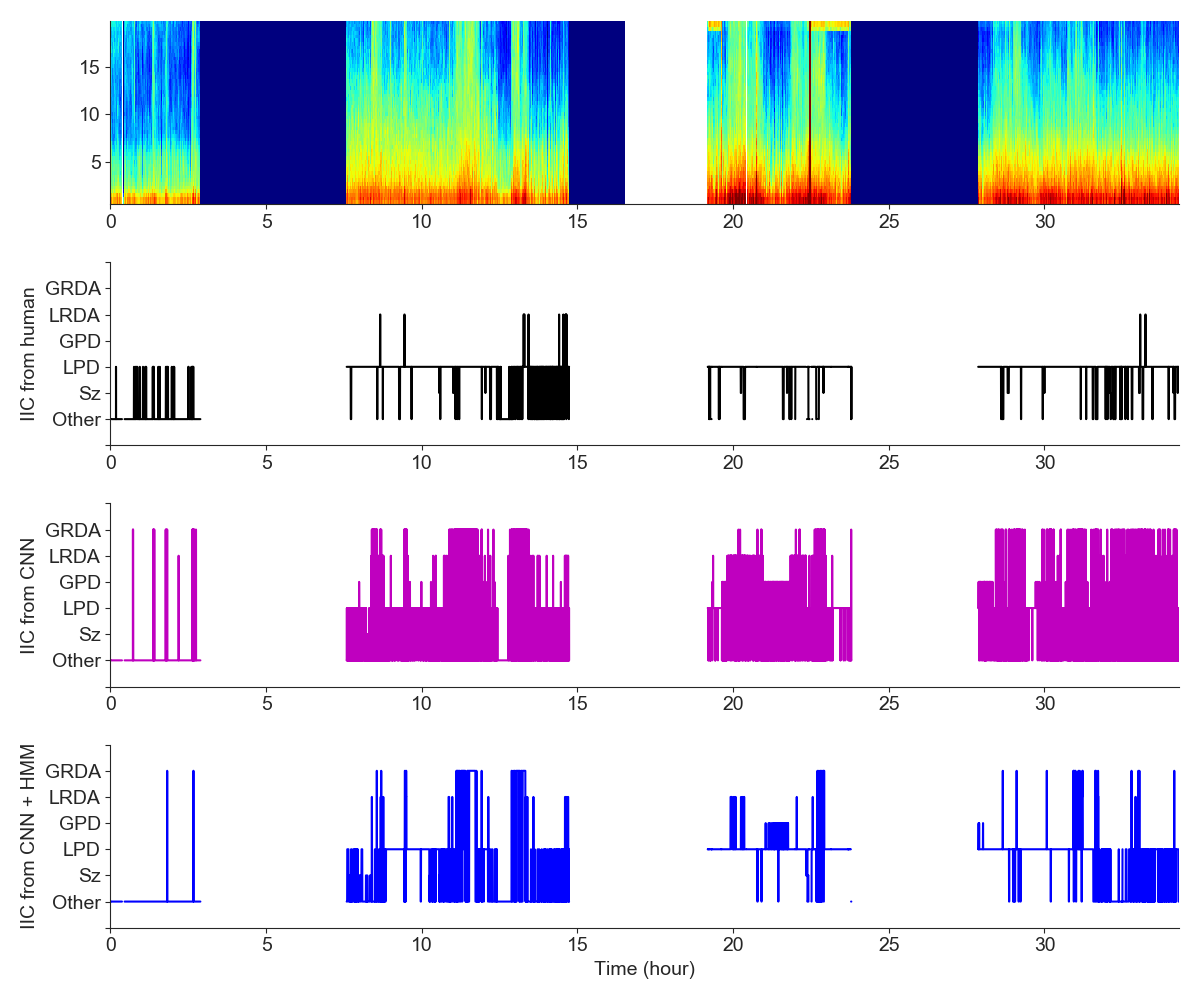 15
10
5
0 5 10 15 20 25 30
IIC from human
GRDA
LRDA
GPD
LPD
Sz
Other
0 5 10 15 20 25 30
IIC from CNN
GRDA
LRDA
GPD
LPD
Sz
Other
0 5 10 15 20 25 30
IIC from CNN + HMM
GRDA
LRDA
GPD
LPD
Sz
Other
0 5 10 15 20 25 30
Time (hour)